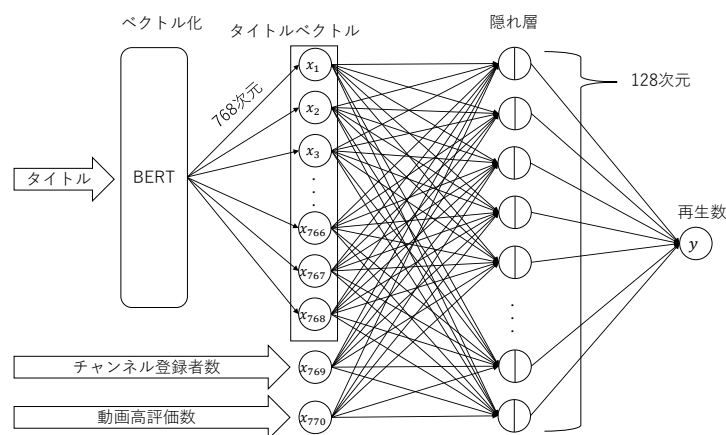 ベクトル化
タイトルベクトル
隠れ層
768次元
128次元
タイトル
BERT
x₁
x₂
x₃
x₇₆₆
x₇₆₇
x₇₆₈
チャンネル登録者数
x₇₆₉
動画高評価数
x₇₇₀
再生数
y